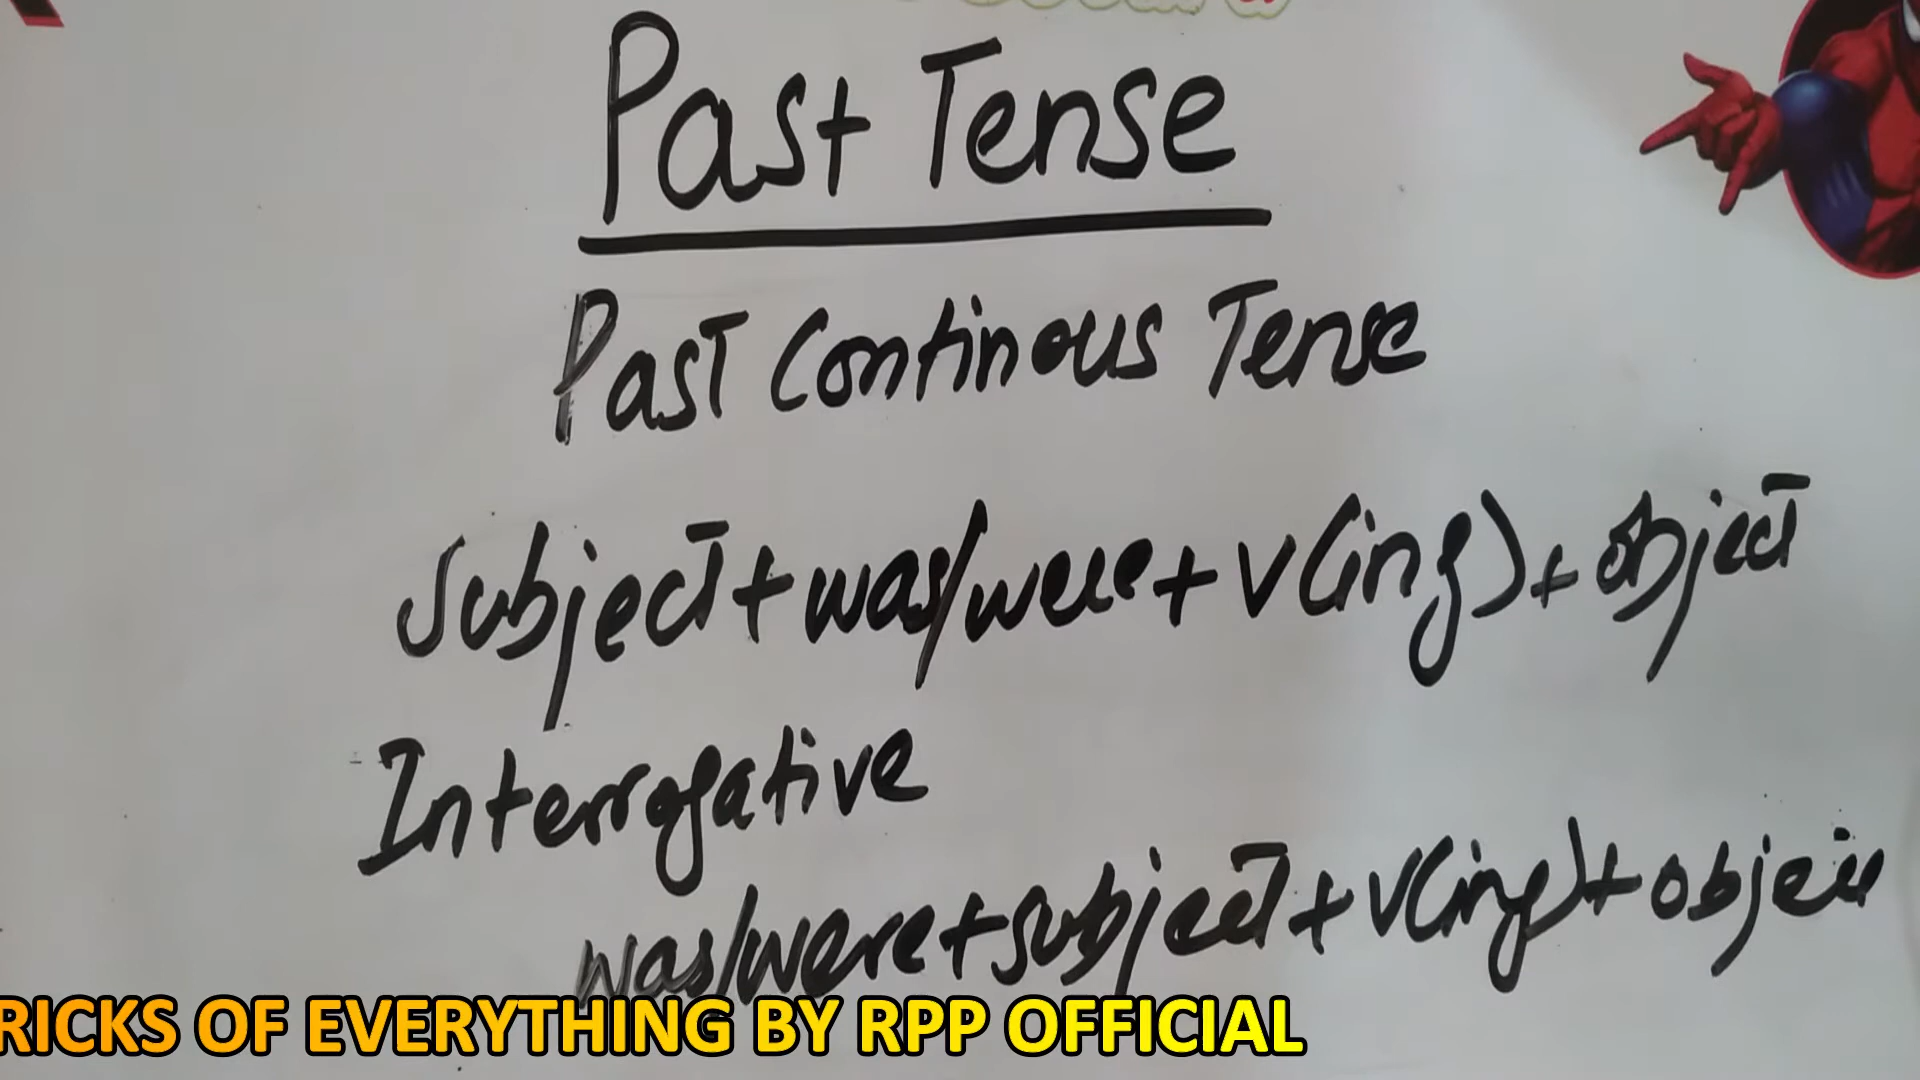 Past Tense
Past Continous Tense
Subject + was/were + v(ing) + object
Interrogative
was/were + subject + v(ing) + object
RICKS OF EVERYTHING BY RPP OFFICIAL